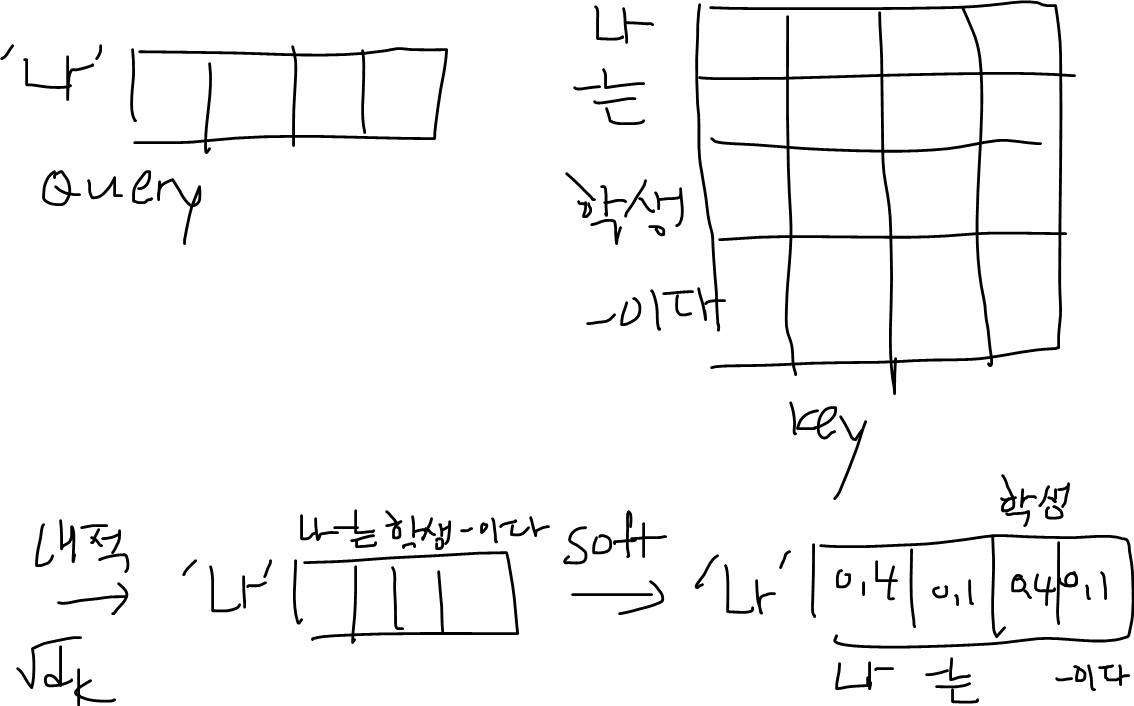 '나'
Query
나
는
학생
-이다
key
내적
√dk
나 는 학생 -이다
'나'
soft
'나'
학생
0.4 0.1 0.4 0.1
나 는 -이다